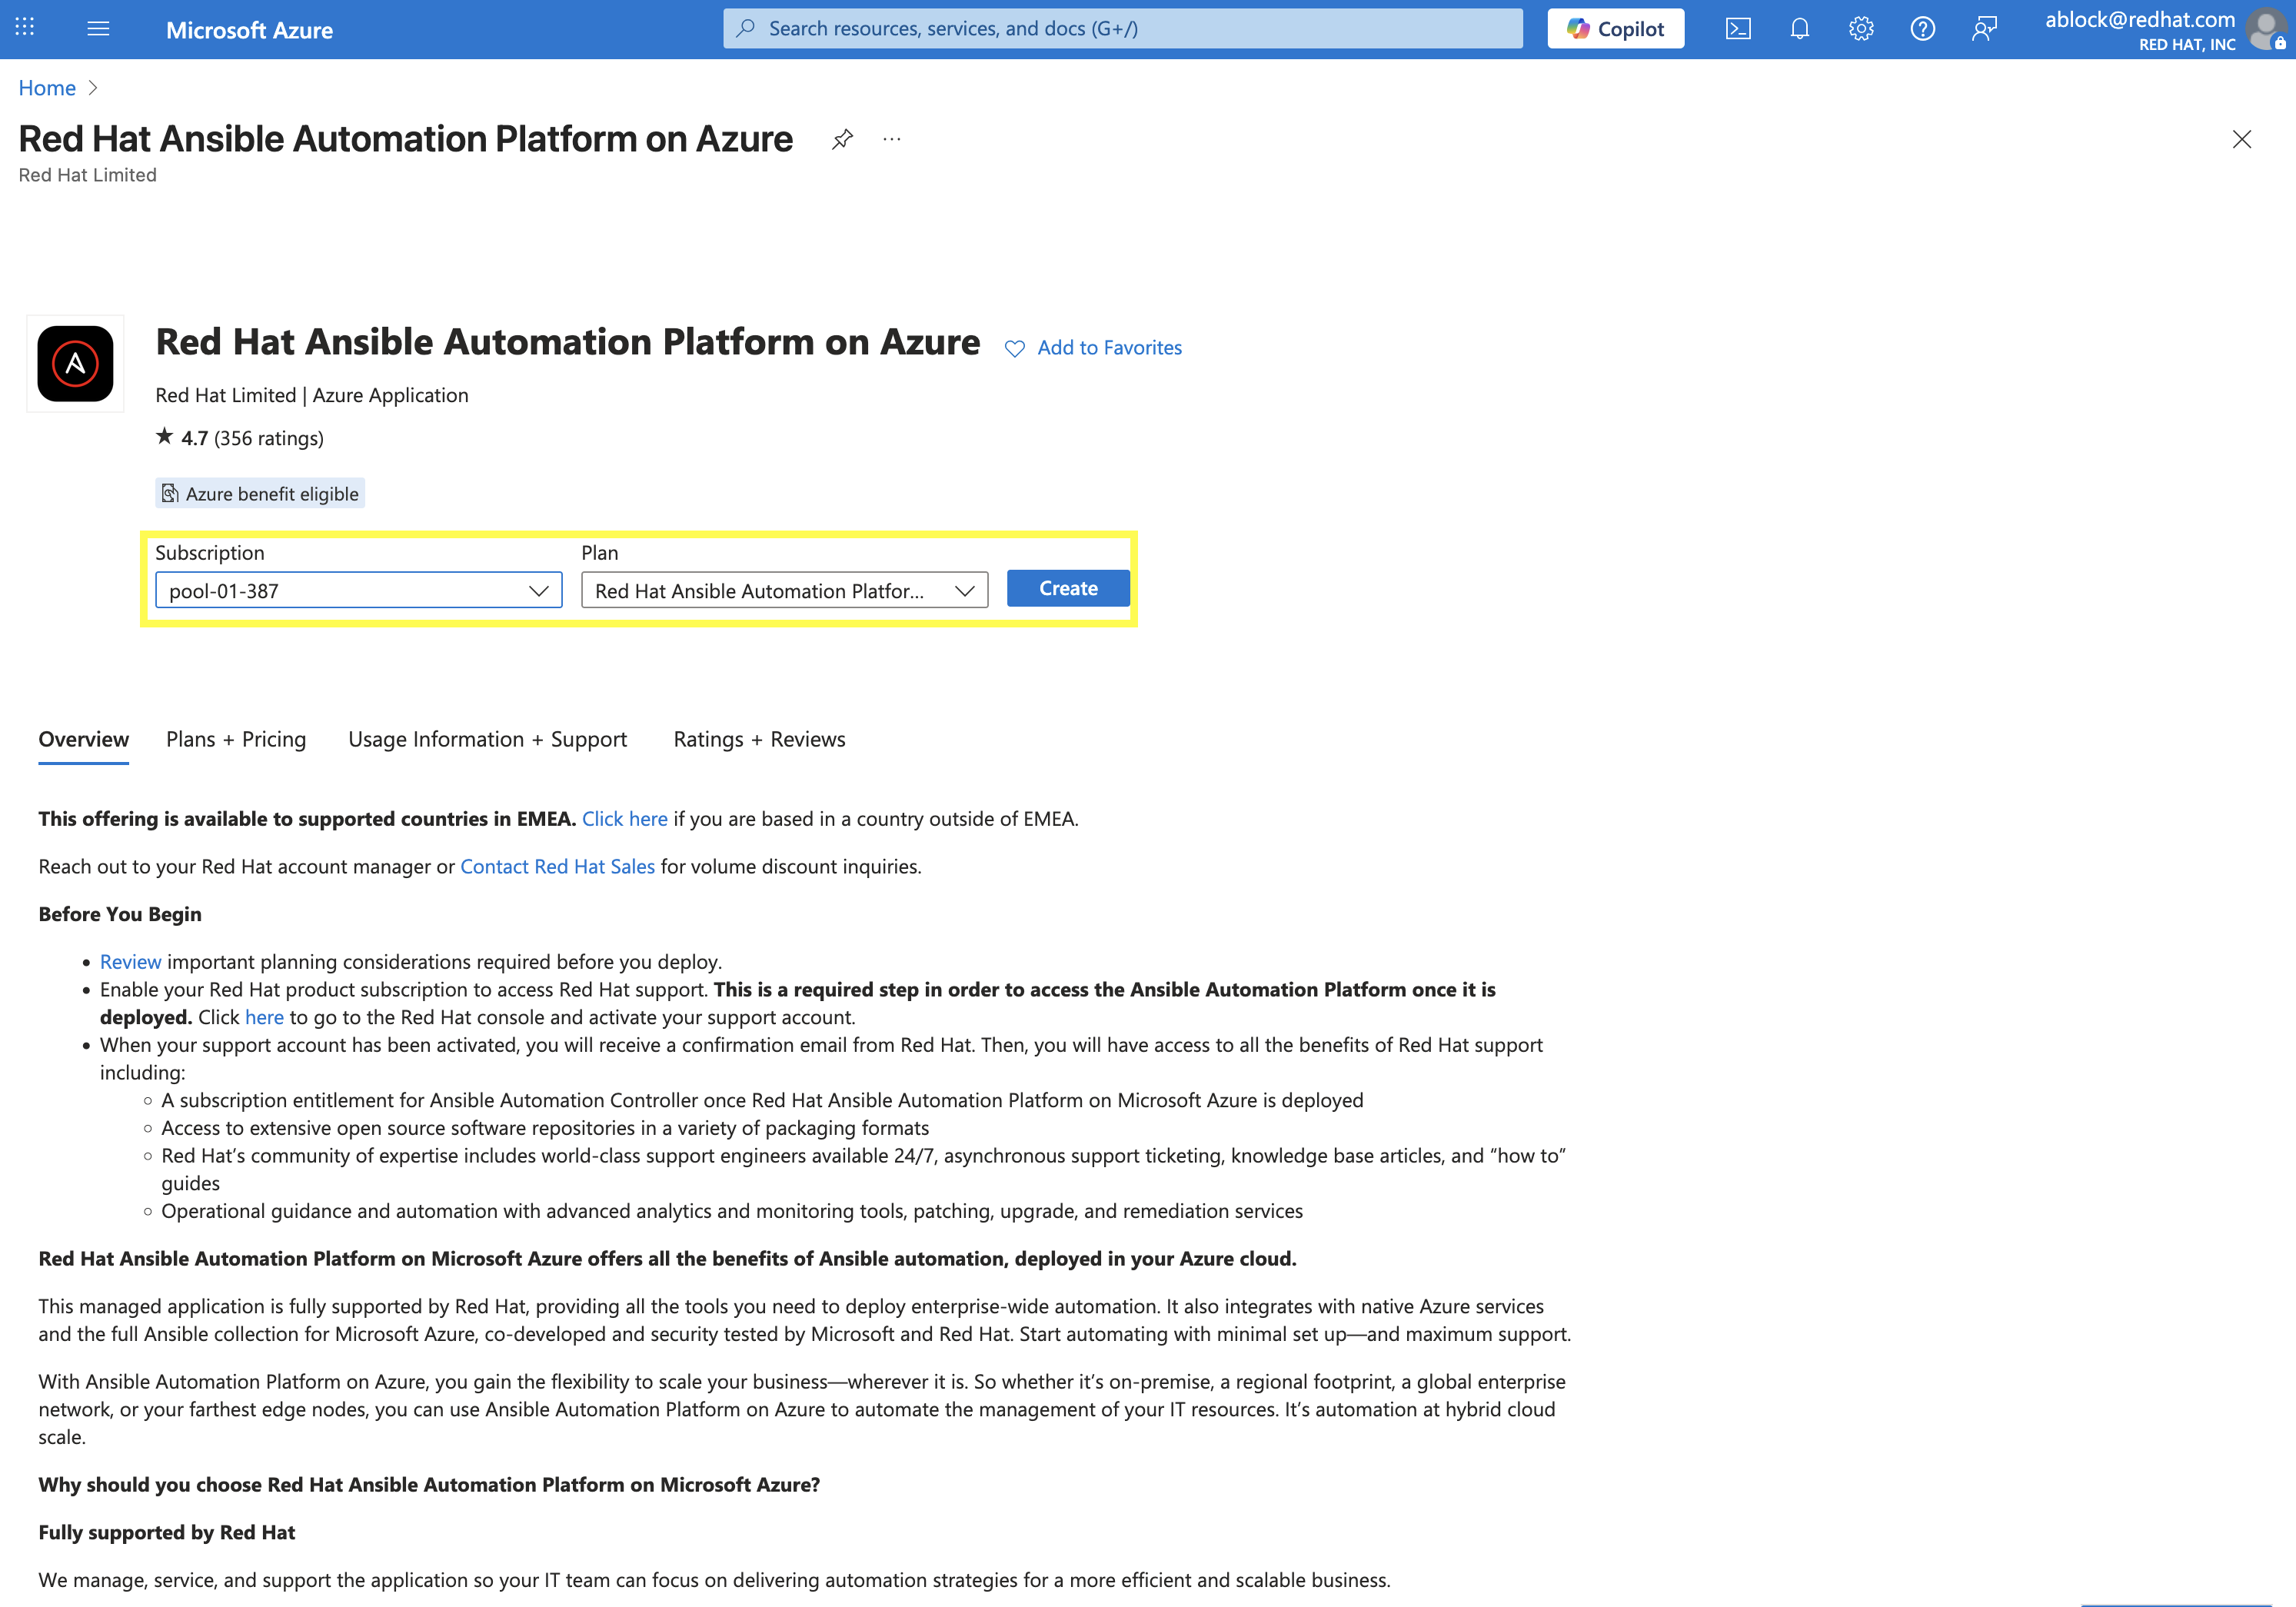 Microsoft Azure
Search resources, services, and docs (G+/)
Copilot
ablock@redhat.com
RED HAT, INC
Home
Red Hat Ansible Automation Platform on Azure
Red Hat Limited
Red Hat Ansible Automation Platform on Azure
Add to Favorites
Red Hat Limited | Azure Application
★ 4.7 (356 ratings)
Azure benefit eligible
Subscription
Plan
pool-01-387
Red Hat Ansible Automation Platfor...
Create
Overview
Plans + Pricing
Usage Information + Support
Ratings + Reviews
This offering is available to supported countries in EMEA. Click here if you are based in a country outside of EMEA.
Reach out to your Red Hat account manager or Contact Red Hat Sales for volume discount inquiries.
Before You Begin
• Review important planning considerations required before you deploy.
• Enable your Red Hat product subscription to access Red Hat support. This is a required step in order to access the Ansible Automation Platform once it is
deployed. Click here to go to the Red Hat console and activate your support account.
• When your support account has been activated, you will receive a confirmation email from Red Hat. Then, you will have access to all the benefits of Red Hat support
including:
○ A subscription entitlement for Ansible Automation Controller once Red Hat Ansible Automation Platform on Microsoft Azure is deployed
○ Access to extensive open source software repositories in a variety of packaging formats
○ Red Hat’s community of expertise includes world-class support engineers available 24/7, asynchronous support ticketing, knowledge base articles, and “how to”
guides
○ Operational guidance and automation with advanced analytics and monitoring tools, patching, upgrade, and remediation services
Red Hat Ansible Automation Platform on Microsoft Azure offers all the benefits of Ansible automation, deployed in your Azure cloud.
This managed application is fully supported by Red Hat, providing all the tools you need to deploy enterprise-wide automation. It also integrates with native Azure services
and the full Ansible collection for Microsoft Azure, co-developed and security tested by Microsoft and Red Hat. Start automating with minimal set up—and maximum support.
With Ansible Automation Platform on Azure, you gain the flexibility to scale your business—wherever it is. So whether it’s on-premise, a regional footprint, a global enterprise
network, or your farthest edge nodes, you can use Ansible Automation Platform on Azure to automate the management of your IT resources. It’s automation at hybrid cloud
scale.
Why should you choose Red Hat Ansible Automation Platform on Microsoft Azure?
Fully supported by Red Hat
We manage, service, and support the application so your IT team can focus on delivering automation strategies for a more efficient and scalable business.